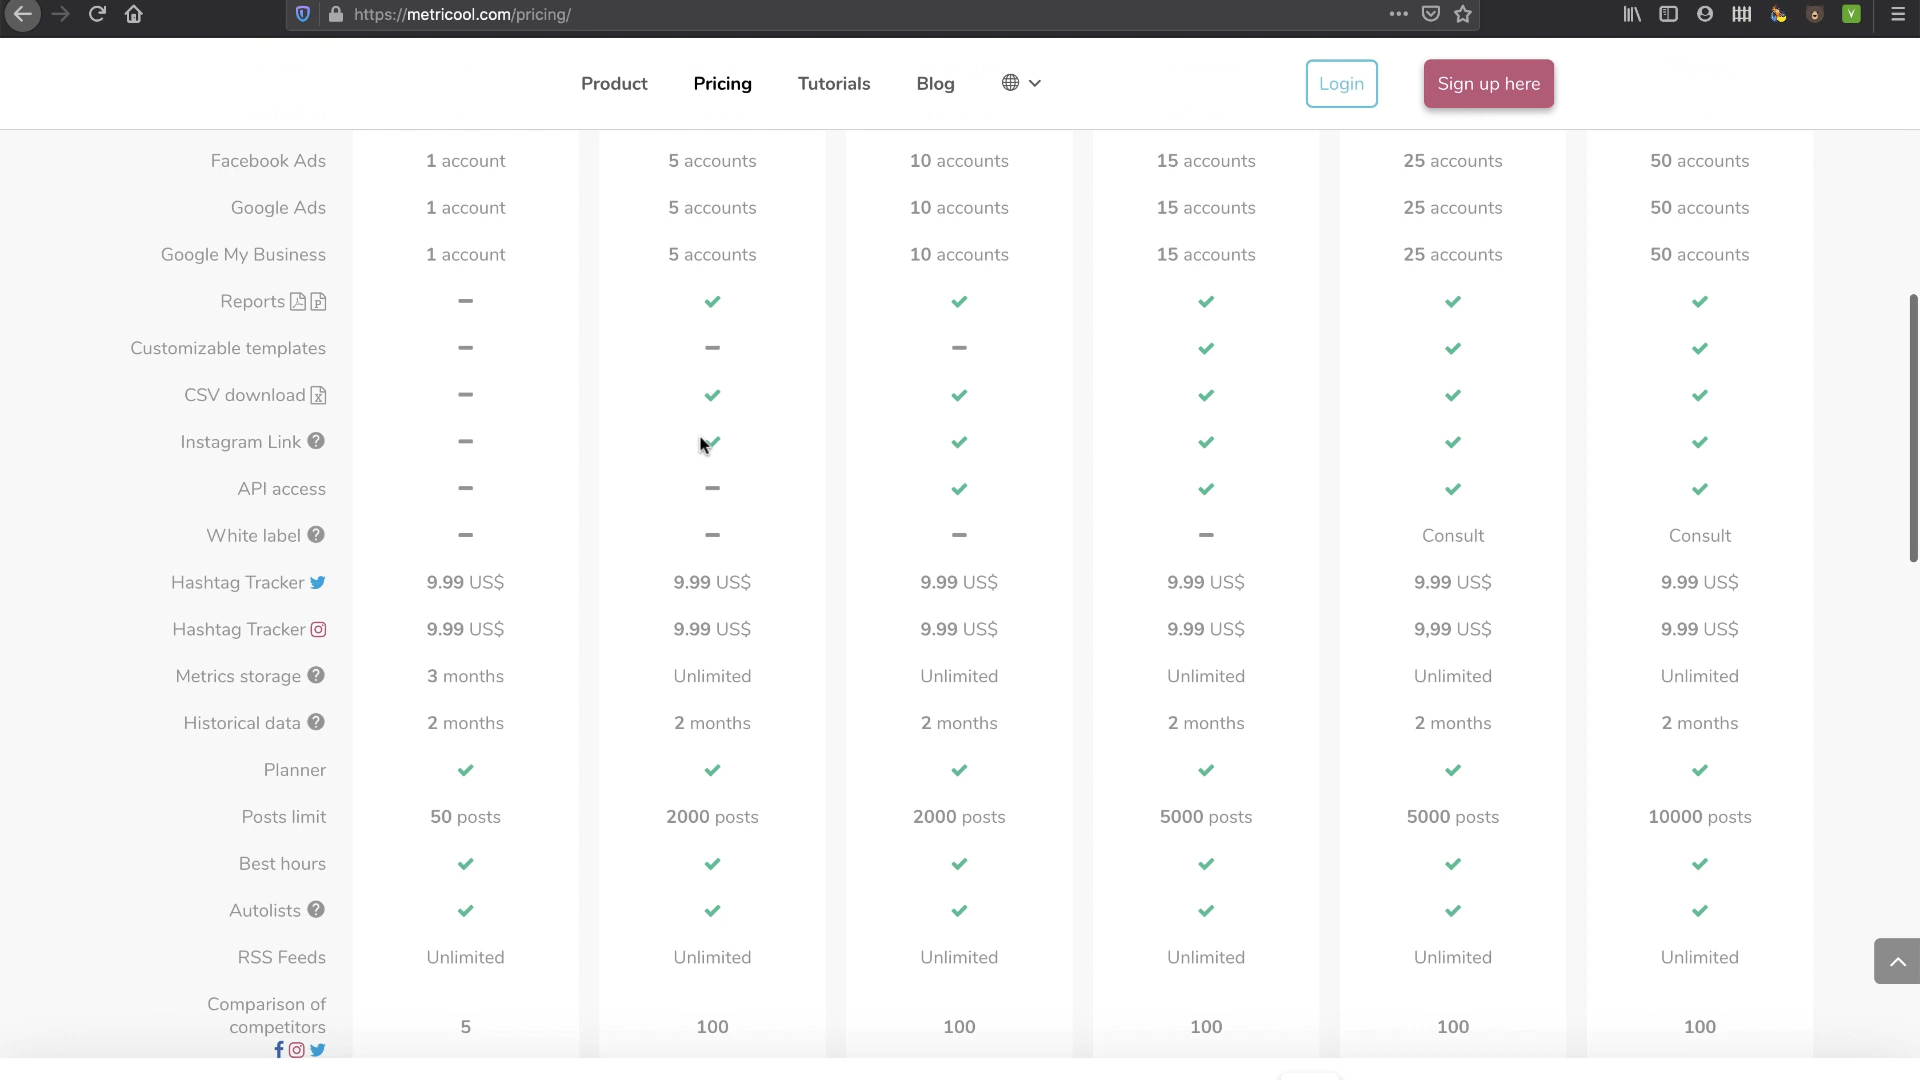 https://metricool.com/pricing/
Product Pricing Tutorials Blog Login Sign up here
Facebook Ads 1 account 5 accounts 10 accounts 15 accounts 25 accounts 50 accounts
Google Ads 1 account 5 accounts 10 accounts 15 accounts 25 accounts 50 accounts
Google My Business 1 account 5 accounts 10 accounts 15 accounts 25 accounts 50 accounts
Reports
Customizable templates
CSV download
Instagram Link
API access
White label Consult Consult
Hashtag Tracker 9.99 US$ 9.99 US$ 9.99 US$ 9.99 US$ 9.99 US$ 9.99 US$
Hashtag Tracker 9.99 US$ 9.99 US$ 9.99 US$ 9.99 US$ 9,99 US$ 9.99 US$
Metrics storage 3 months Unlimited Unlimited Unlimited Unlimited Unlimited
Historical data 2 months 2 months 2 months 2 months 2 months 2 months
Planner
Posts limit 50 posts 2000 posts 2000 posts 5000 posts 5000 posts 10000 posts
Best hours
Autolists
RSS Feeds Unlimited Unlimited Unlimited Unlimited Unlimited Unlimited
Comparison of
competitors 5 100 100 100 100 100